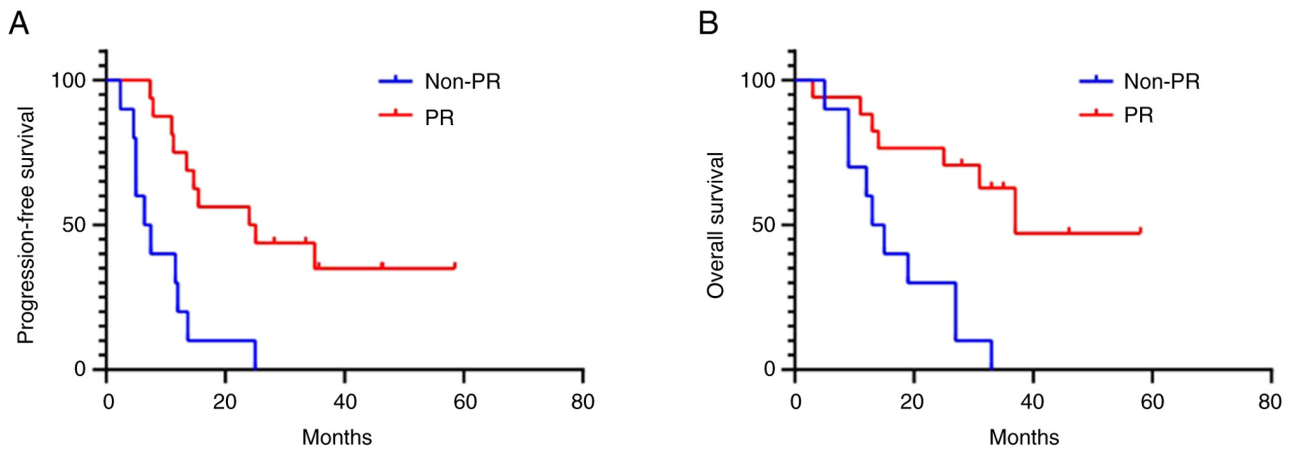 A
Progression-free survival
100
50
0
0 20 40 60 80
Months
Non-PR
PR
B
Overall survival
100
50
0
0 20 40 60 80
Months
Non-PR
PR